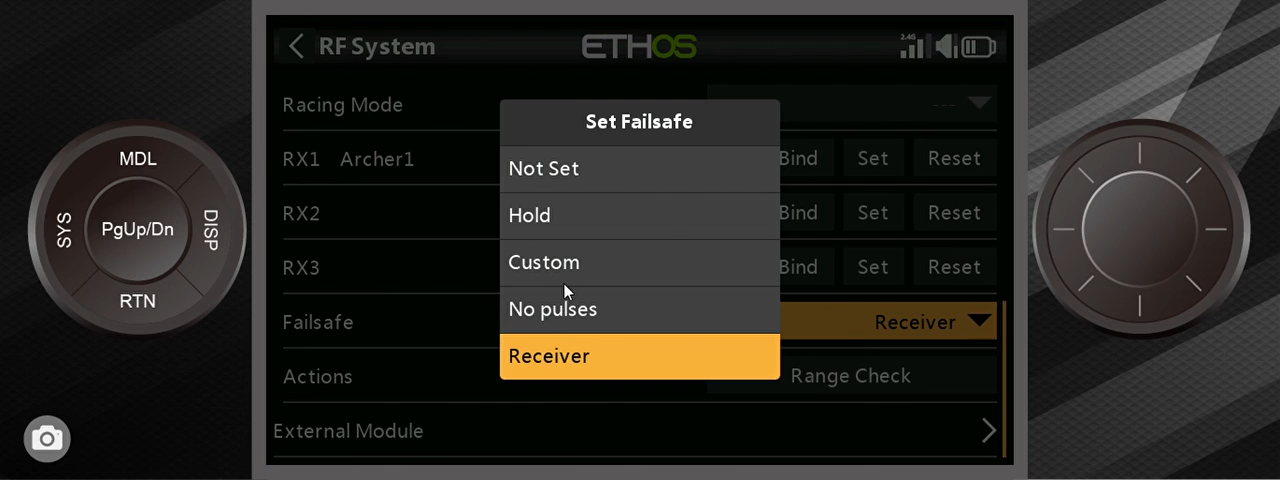 RF System
ETHOS
2.4G
Racing Mode
---
Set Failsafe
Not Set
Hold
Custom
No pulses
Receiver
RX1 Archer1
Bind Set Reset
RX2
Bind Set Reset
RX3
Bind Set Reset
Failsafe
Receiver
Actions
Range Check
External Module
MDL
SYS
PgUp/Dn
DISP
RTN